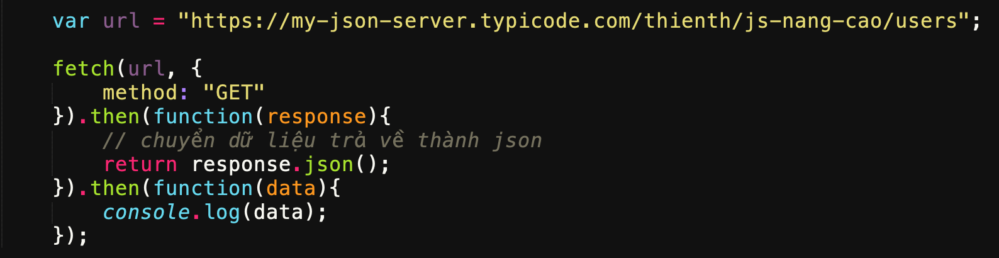 var url = "https://my-json-server.typicode.com/thienth/js-nang-cao/users";
fetch(url, {
method: "GET"
}).then(function(response){
// chuyển dữ liệu trả về thành json
return response.json();
}).then(function(data){
console.log(data);
});